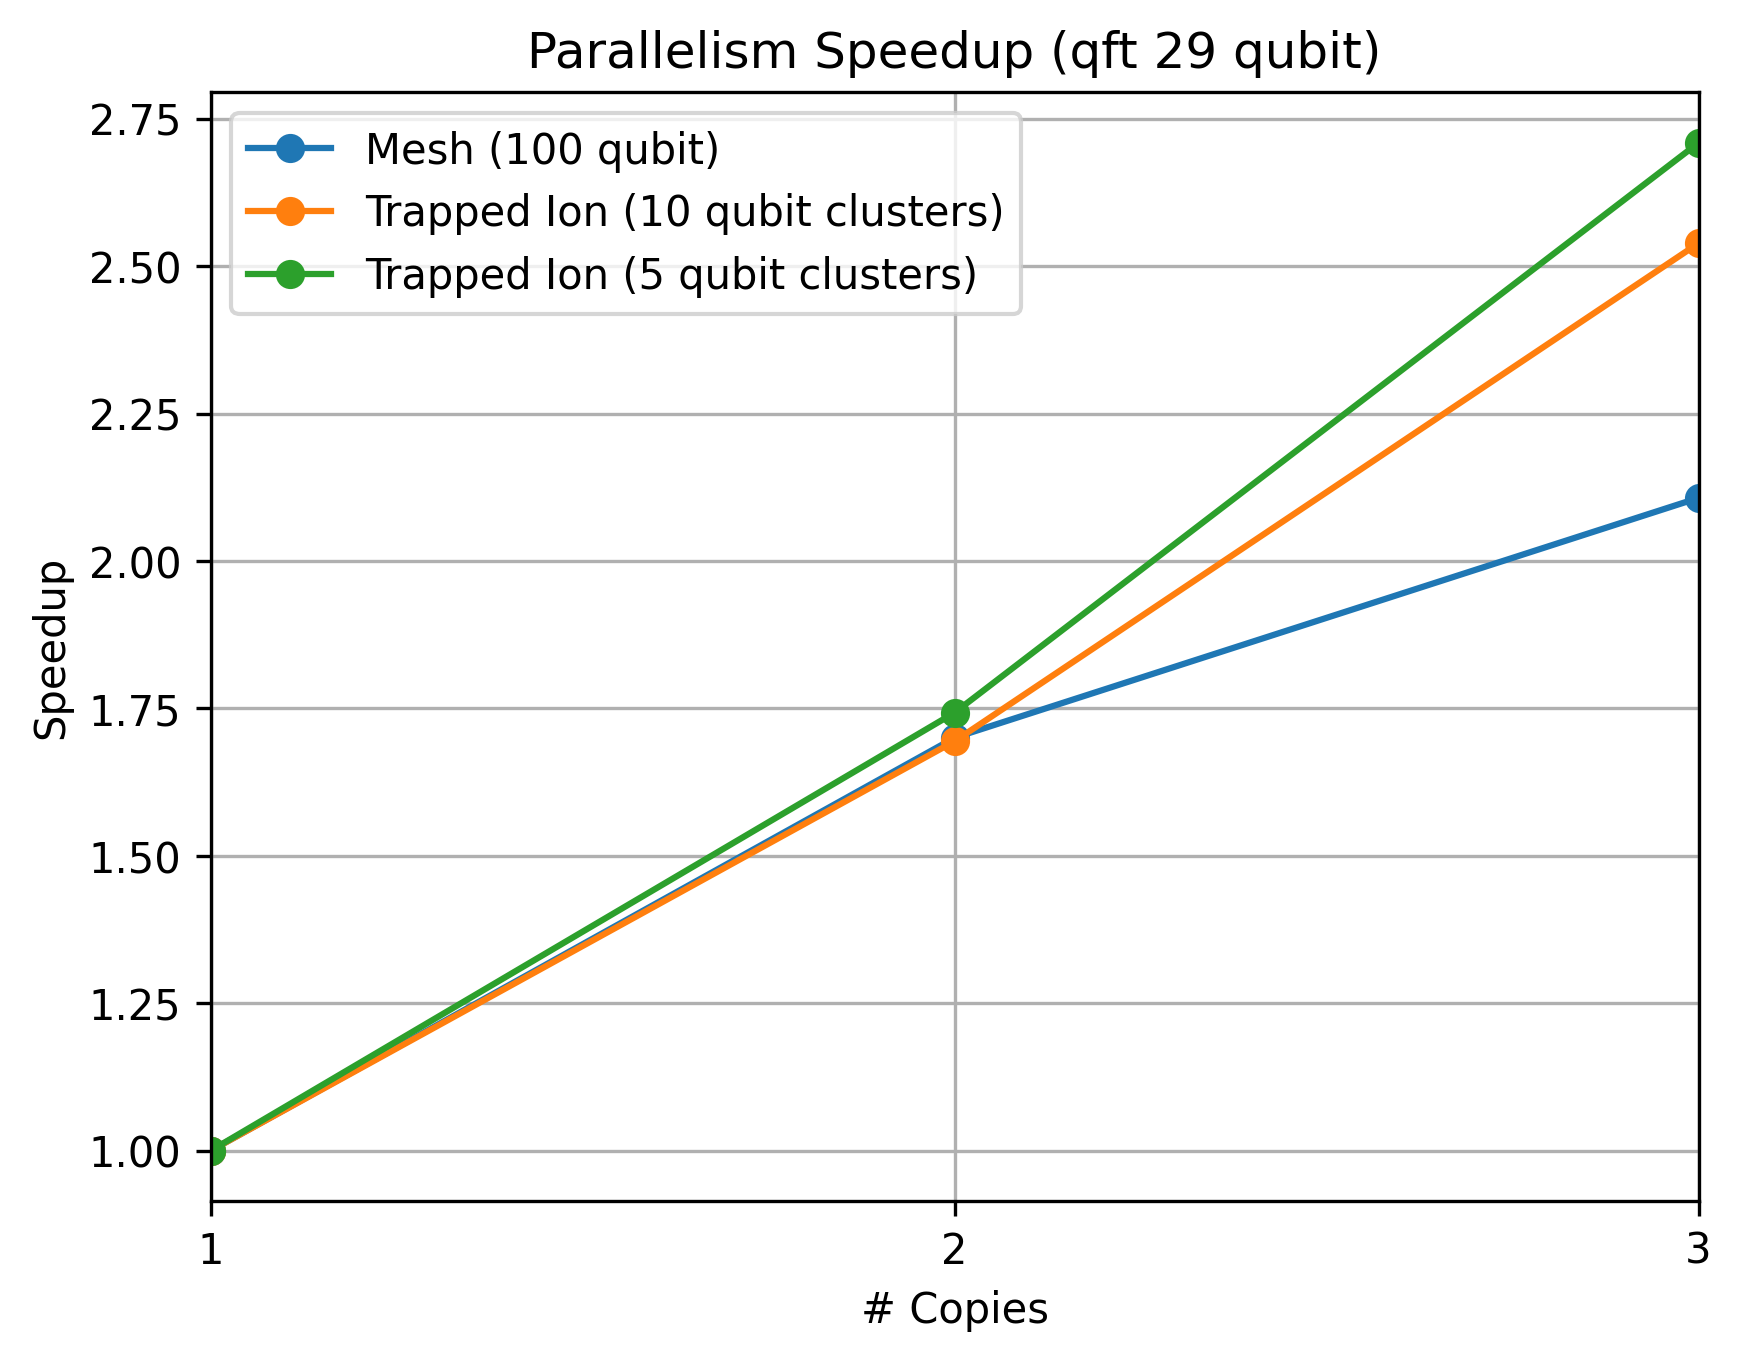 Parallelism Speedup (qft 29 qubit)
Mesh (100 qubit)
Trapped Ion (10 qubit clusters)
Trapped Ion (5 qubit clusters)
2.75
2.50
2.25
2.00
1.75
1.50
1.25
1.00
Speedup
1 2 3
# Copies